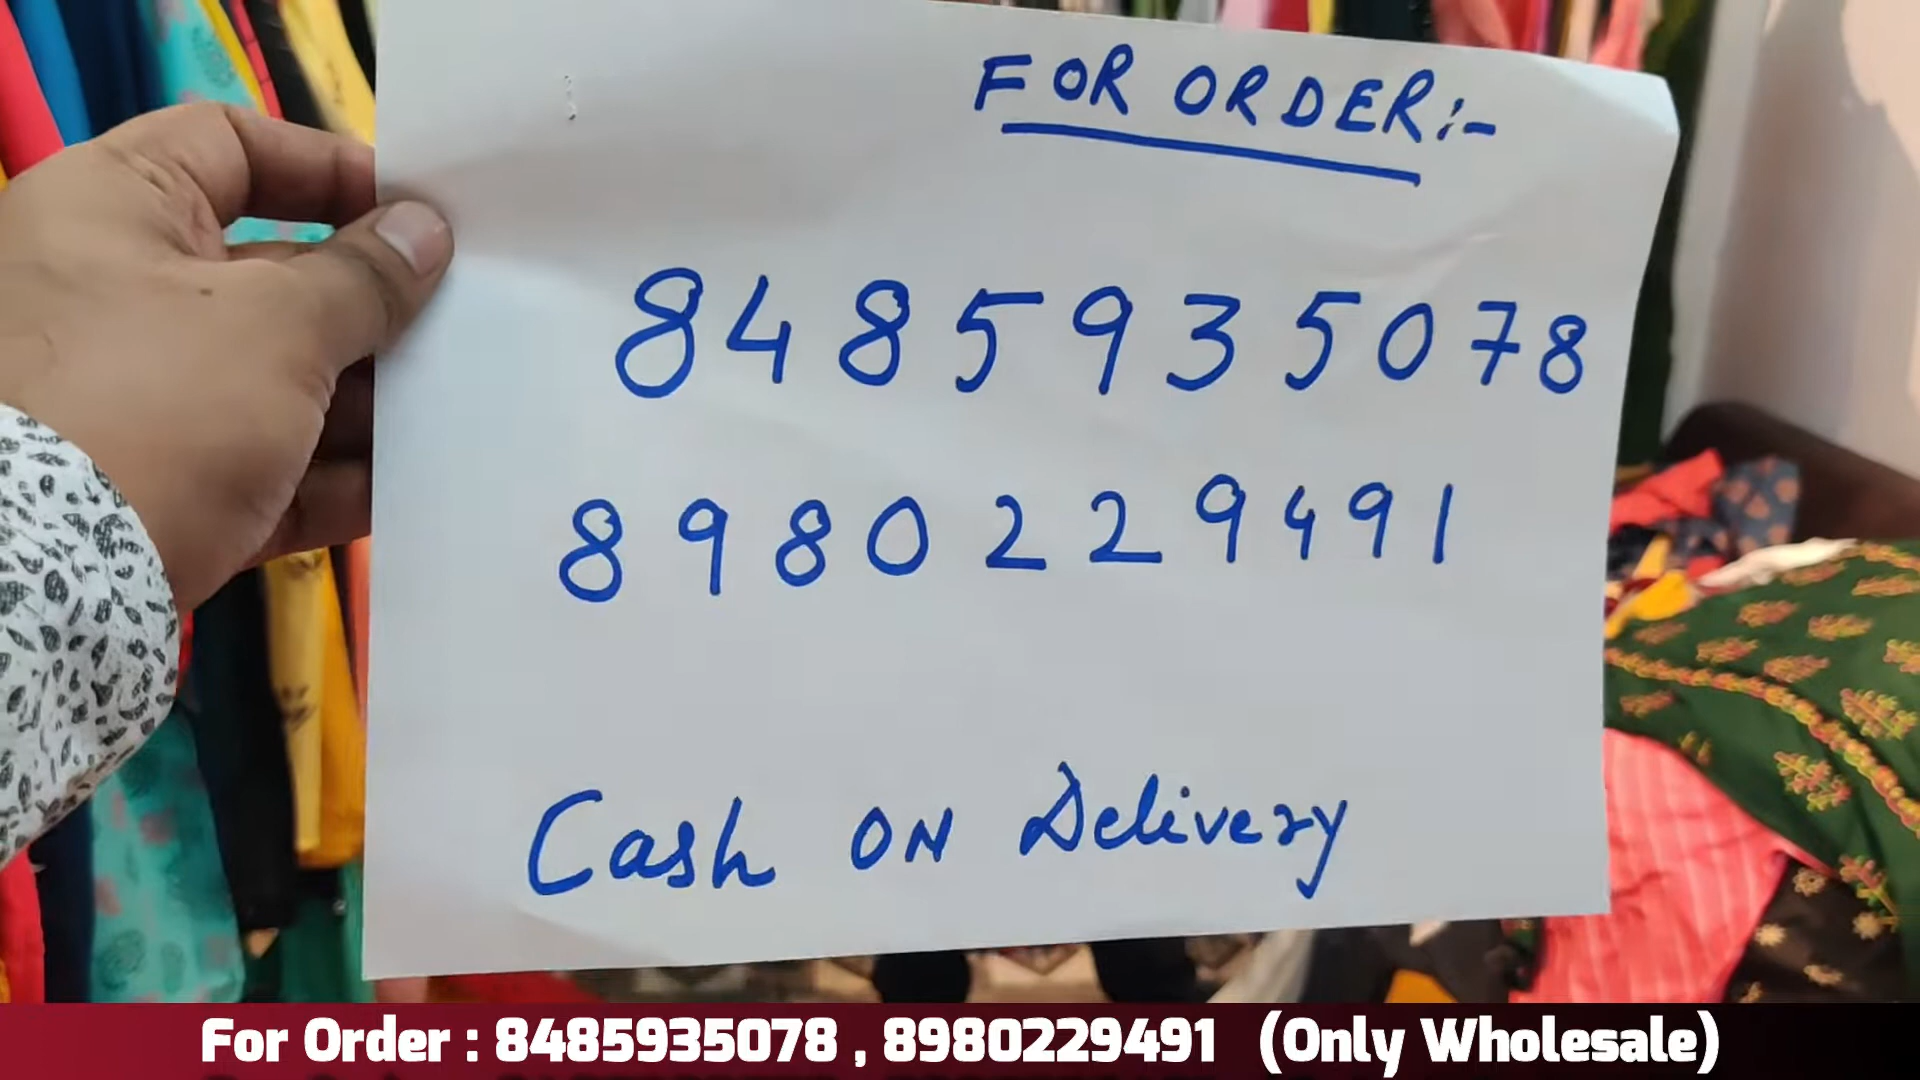 FOR ORDER:-
8485935078
8980229491
Cash ON Delivery
For Order : 8485935078 , 8980229491 (Only Wholesale)